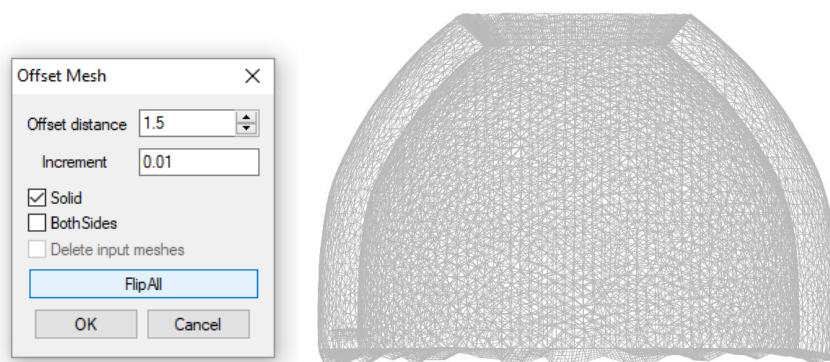 Offset Mesh
Offset distance 1.5
Increment 0.01
Solid
BothSides
Delete input meshes
FlipAll
OK Cancel